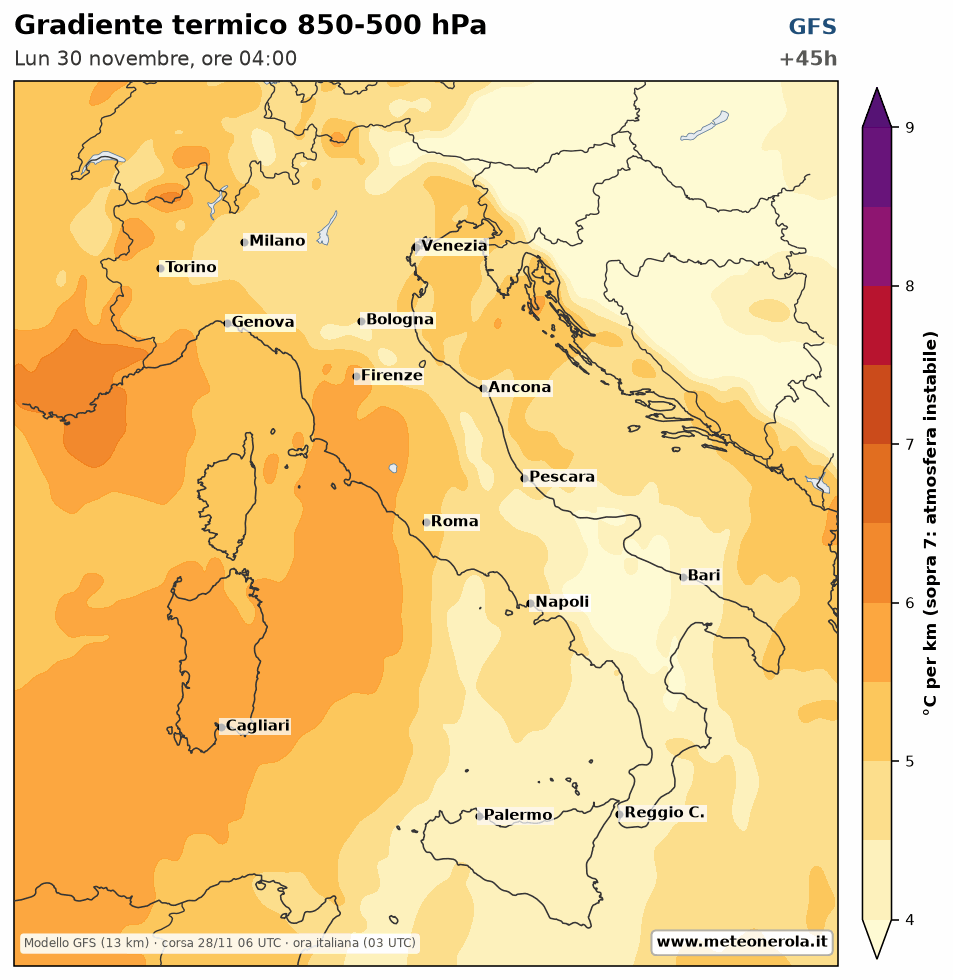 Gradiente termico 850-500 hPa
GFS
Lun 30 novembre, ore 04:00
+45h
Milano
Venezia
Torino
Genova
Bologna
Firenze
Ancona
Pescara
Roma
Bari
Napoli
Cagliari
Palermo
Reggio C.
9
8
7
6
5
4
°C per km (sopra 7: atmosfera instabile)
Modello GFS (13 km) · corsa 28/11 06 UTC · ora italiana (03 UTC)
www.meteonerola.it